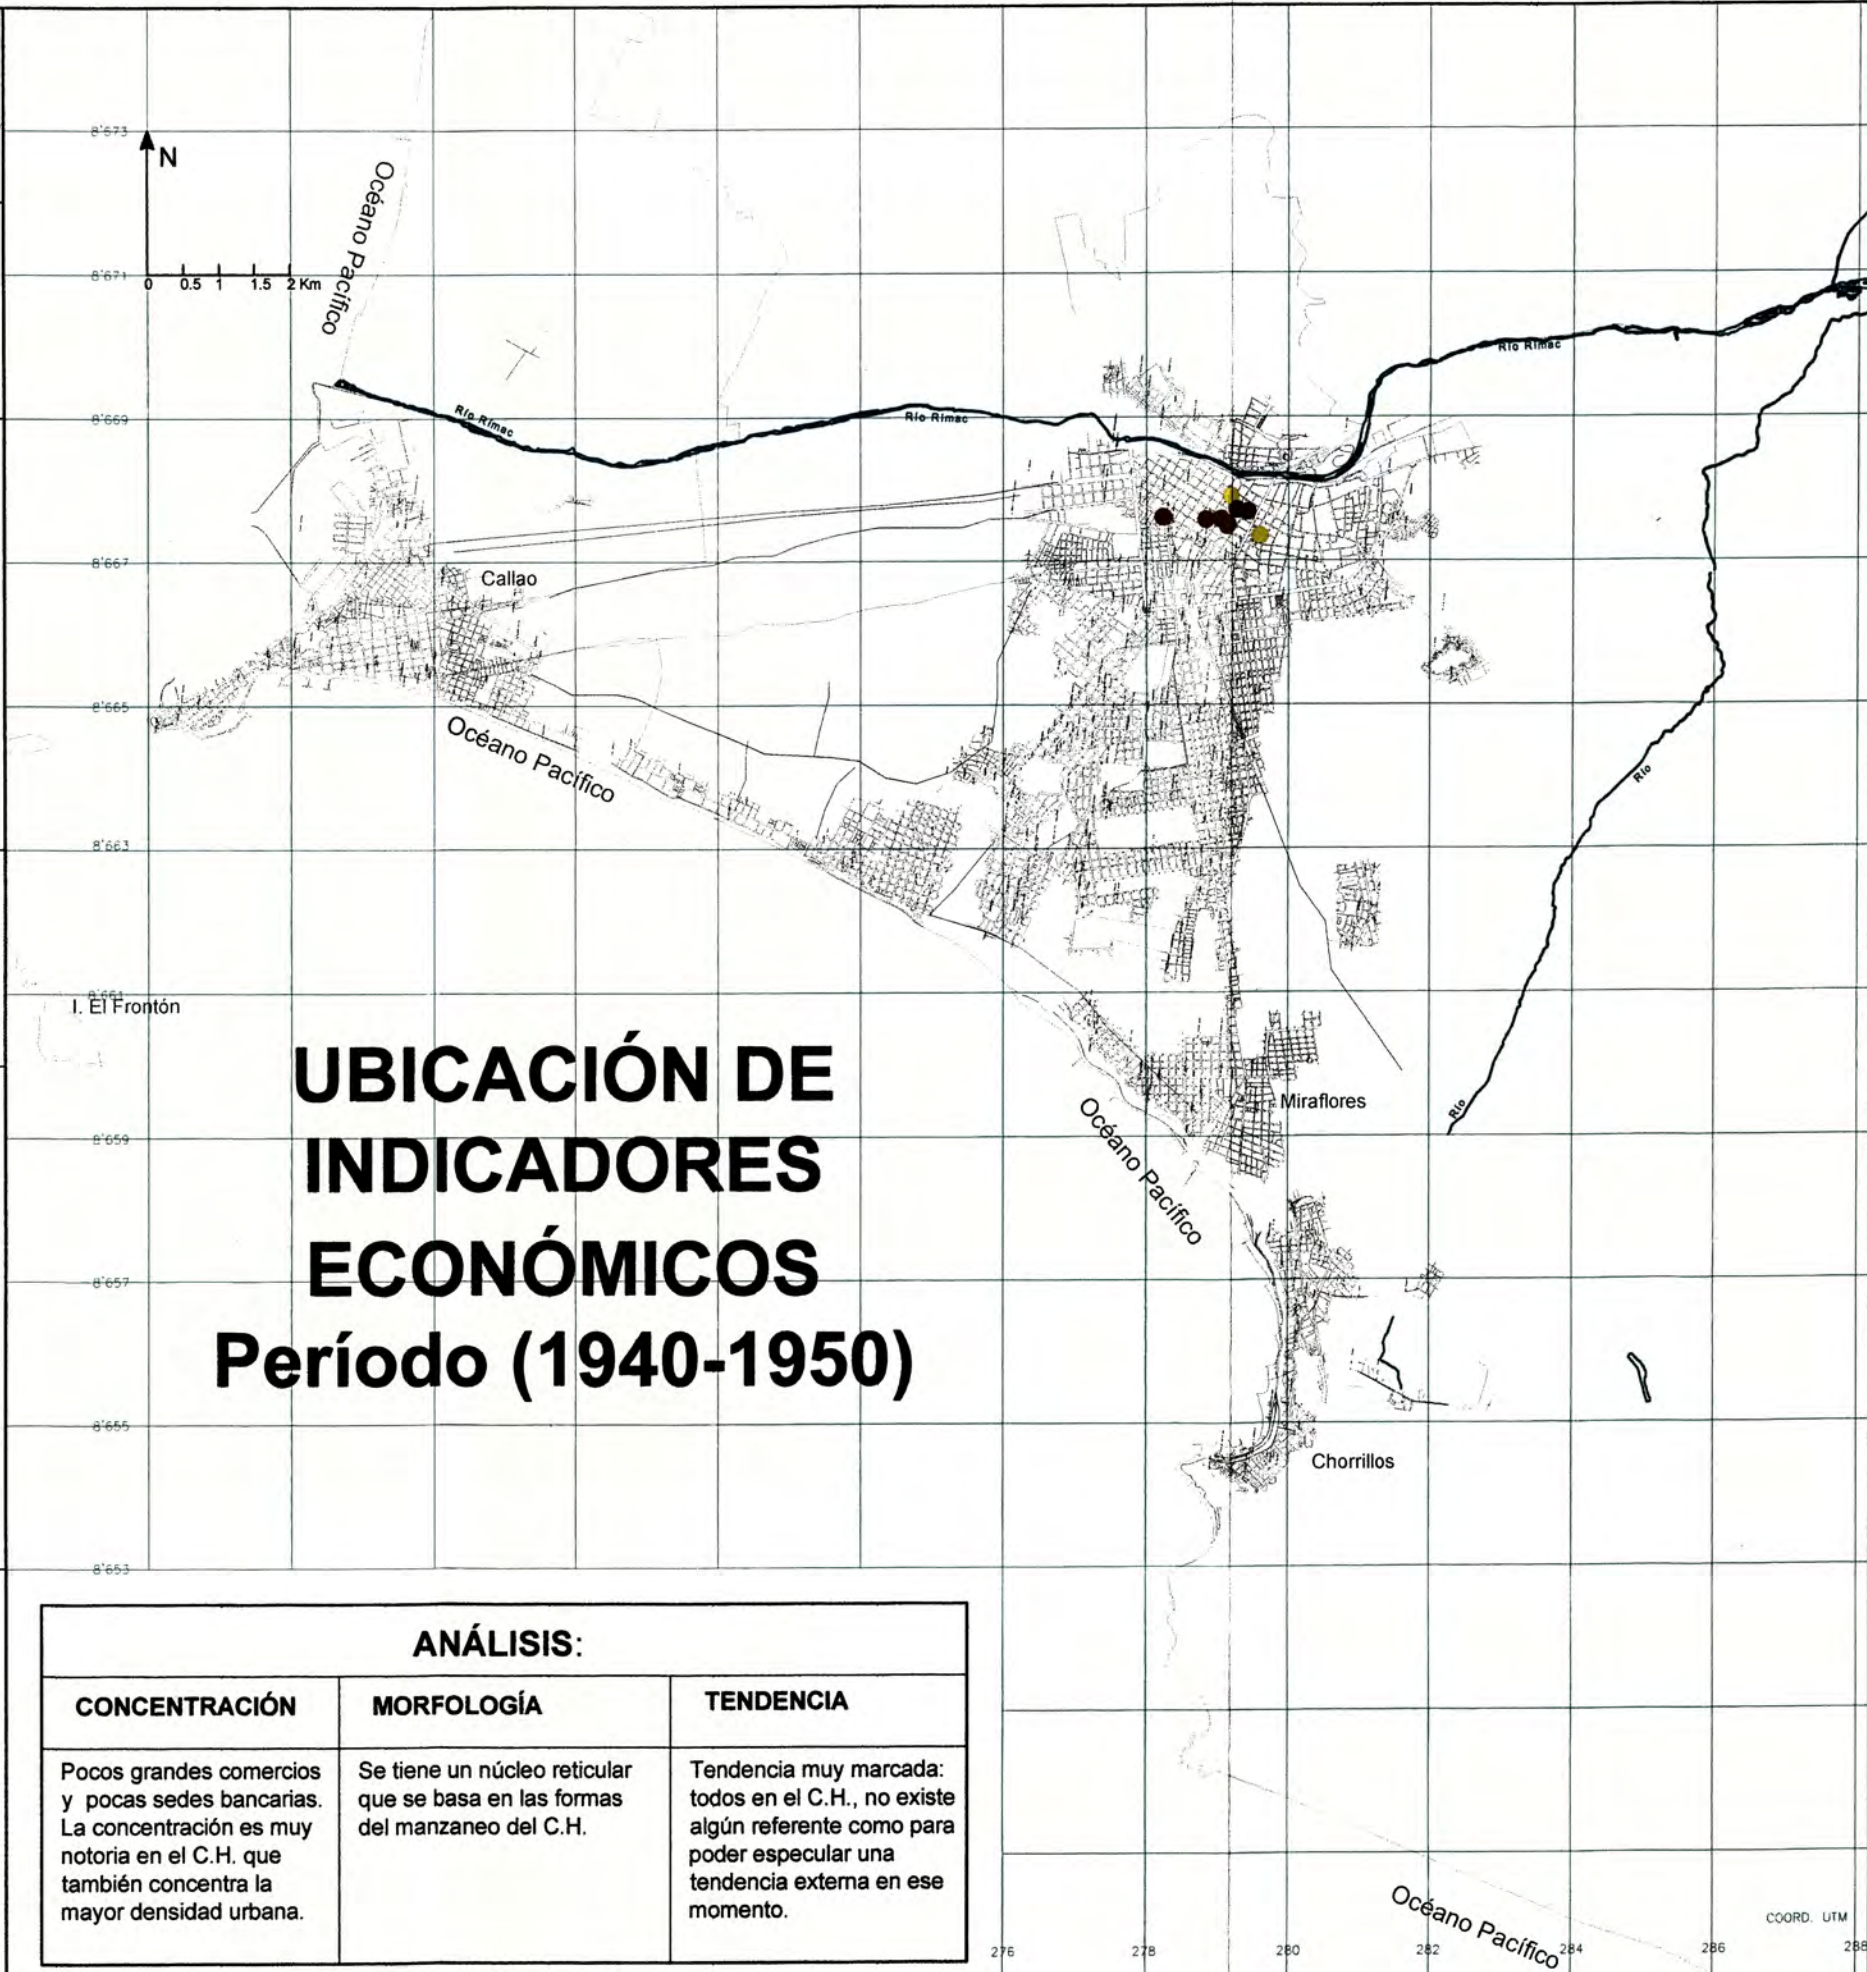 8'673
N
Océano Pacífico
8'671
0 0.5 1 1.5 2 Km
Río Rimac
Río Rimac
Río Rimac
8'669
8'667
Callao
8'665
Océano Pacífico
Río
8'663
8'661
I. El Frontón
UBICACIÓN DE
INDICADORES
ECONÓMICOS
Período (1940-1950)
Miraflores
Río
Océano Pacífico
8'659
8'657
8'655
Chorrillos
8'653
ANÁLISIS:
CONCENTRACIÓN
Pocos grandes comercios
y pocas sedes bancarias.
La concentración es muy
notoria en el C.H. que
también concentra la
mayor densidad urbana.
MORFOLOGÍA
Se tiene un núcleo reticular
que se basa en las formas
del manzaneo del C.H.
TENDENCIA
Tendencia muy marcada:
todos en el C.H., no existe
algún referente como para
poder especular una
tendencia externa en ese
momento.
Océano Pacífico
COORD. UTM
276 278 280 282 284 286 288